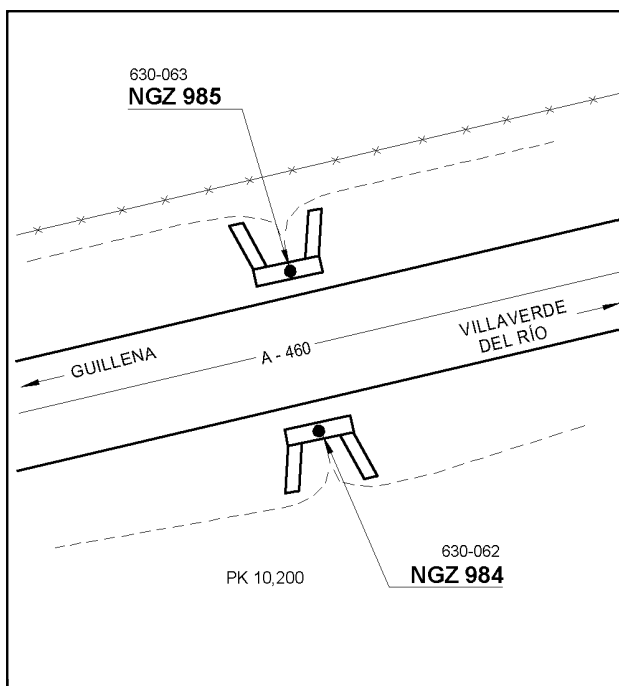 630-063
NGZ 985
GUILLENA
A - 460
VILLAVERDE
DEL RÍO
630-062
NGZ 984
PK 10,200